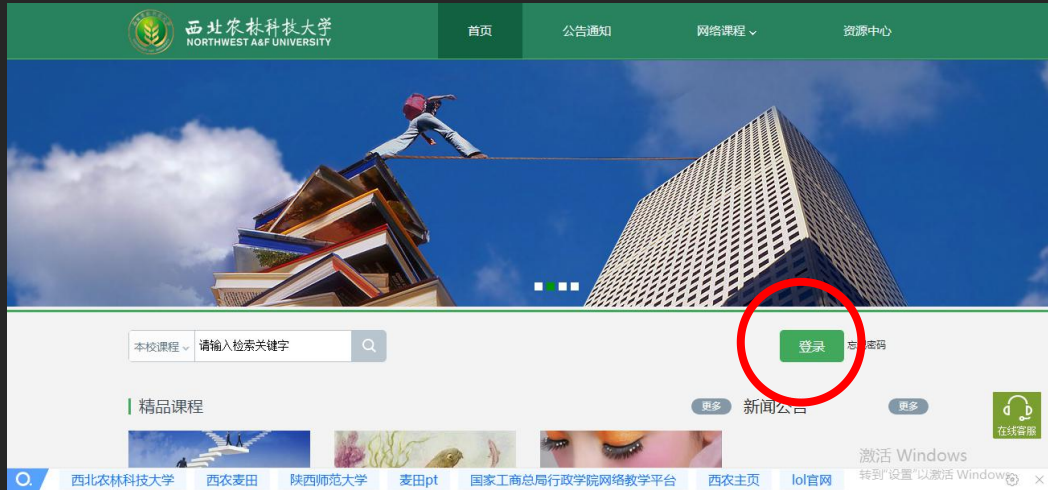 西北农林科技大学
NORTHWEST A&F UNIVERSITY
首页 公告通知 网络课程 资源中心
本校课程 请输入检索关键字 登录 密码
精品课程 更多 新闻公告 更多
在线客服
激活 Windows
转到"设置"以激活 Windows
西北农林科技大学 西农麦田 陕西师范大学 麦田pt 国家工商总局行政学院网络教学平台 西农主页 lol官网